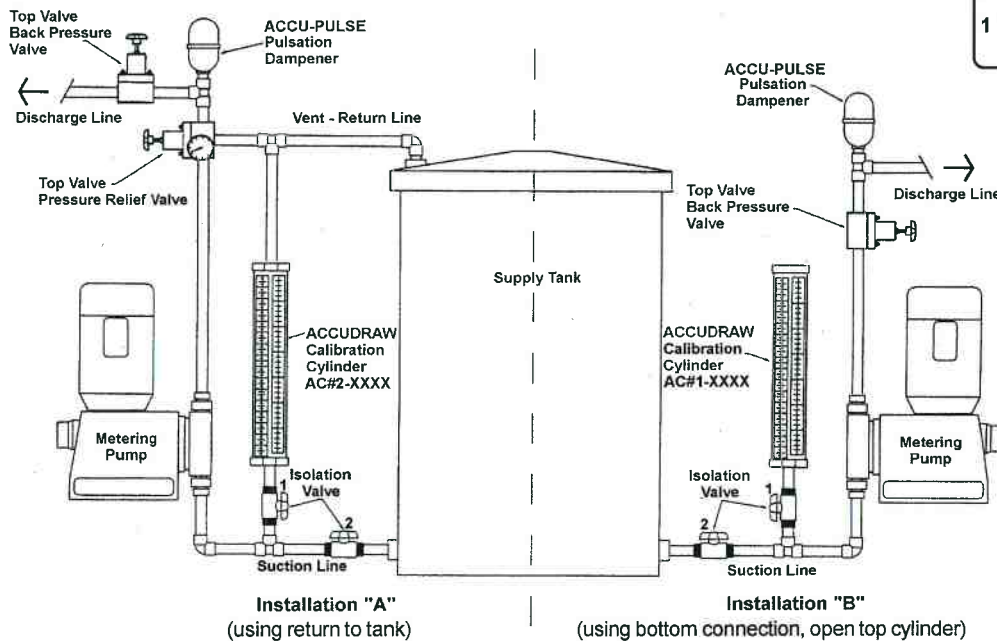 Top Valve
Back Pressure
Valve
ACCU-PULSE
Pulsation
Dampener
1
Discharge Line
Vent - Return Line
Top Valve
Pressure Relief Valve
ACCU-PULSE
Pulsation
Dampener
Discharge Line
Top Valve
Back Pressure
Valve
Supply Tank
ACCUDRAW
Calibration
Cylinder
AC#2-XXXX
ACCUDRAW
Calibration
Cylinder
AC#1-XXXX
Metering
Pump
Isolation
Valve
1
2
Suction Line
Isolation
Valve
1
2
Suction Line
Metering
Pump
Installation "A"
(using return to tank)
Installation "B"
(using bottom connection, open top cylinder)